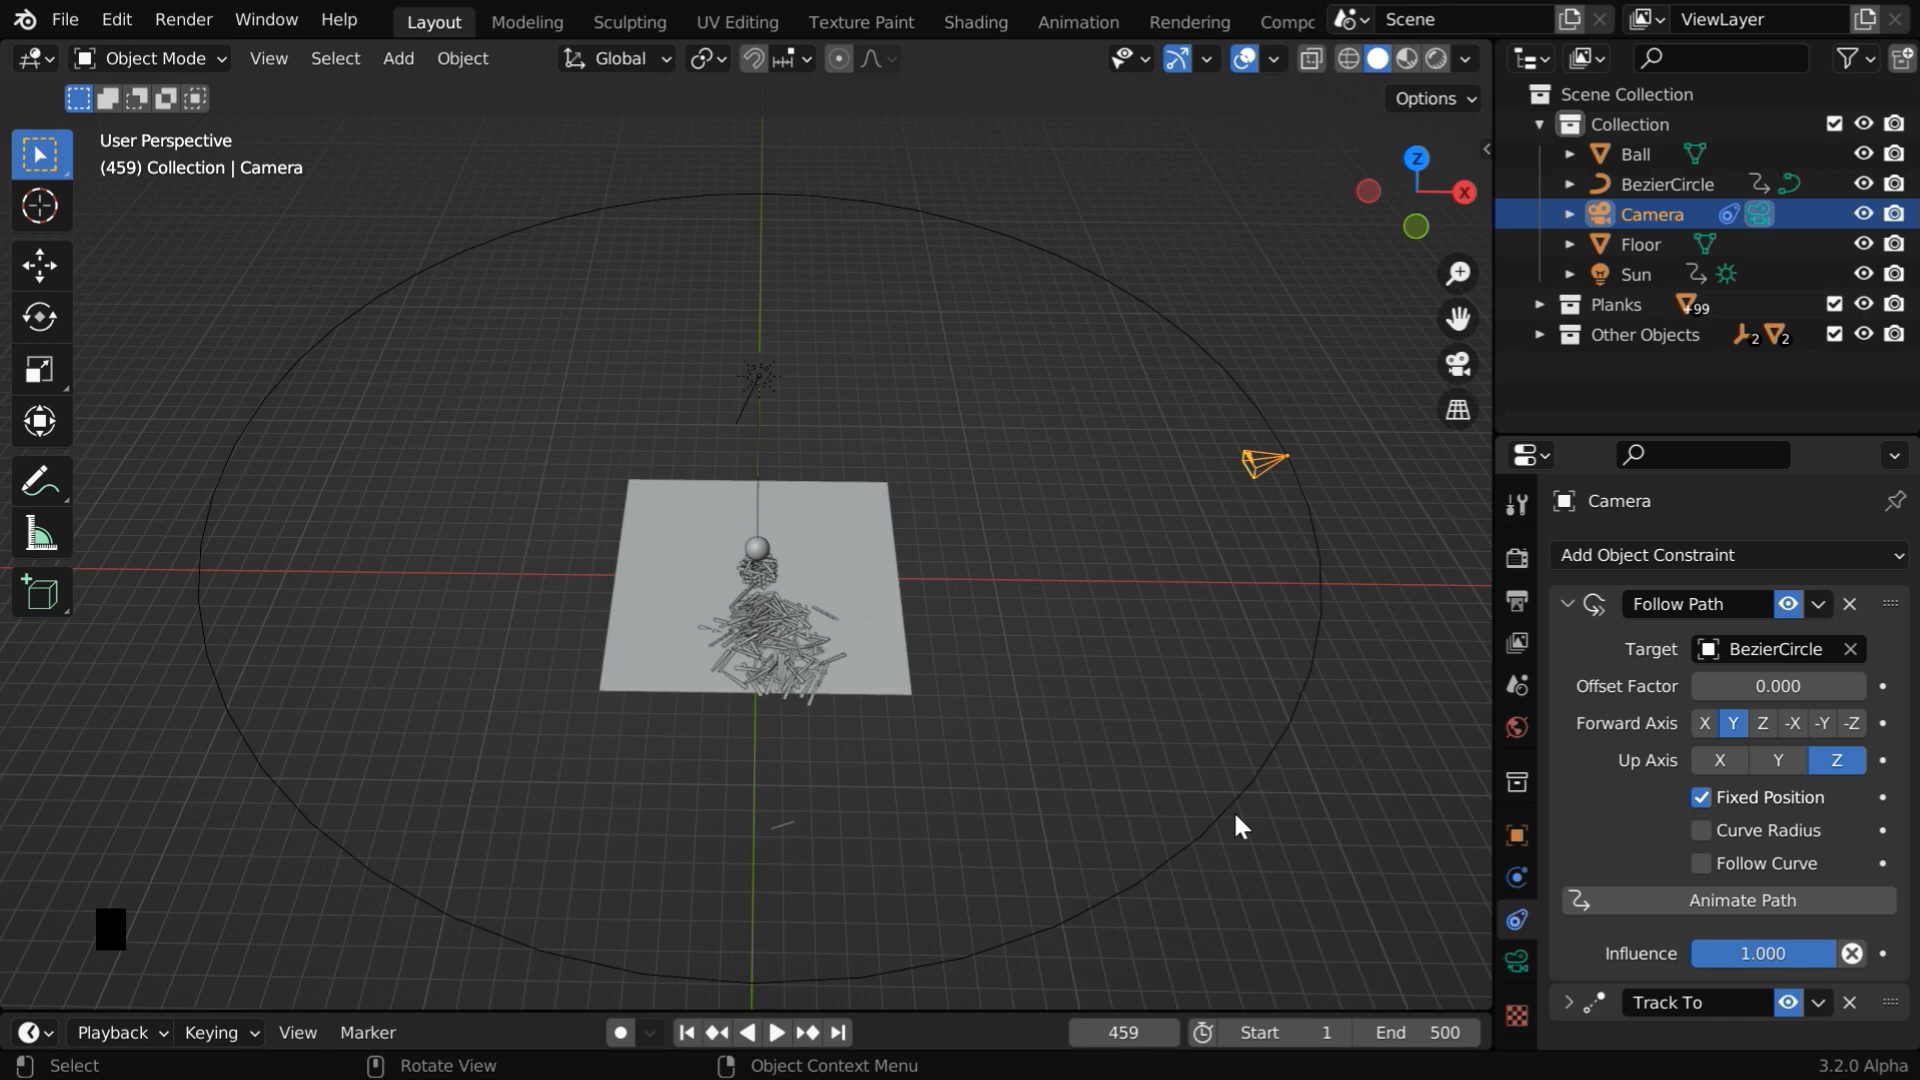 File Edit Render Window Help Layout Modeling Sculpting UV Editing Texture Paint Shading Animation Rendering Compo Scene ViewLayer
Object Mode View Select Add Object Global
Options
User Perspective
(459) Collection | Camera
Z
X
Scene Collection
Collection
Ball
BezierCircle
Camera
Floor
Sun
Planks +99
Other Objects 2 2
Camera
Add Object Constraint
Follow Path
Target BezierCircle
Offset Factor 0.000
Forward Axis X Y Z -X -Y -Z
Up Axis X Y Z
Fixed Position
Curve Radius
Follow Curve
Animate Path
Influence 1.000
Track To
Playback Keying View Marker 459 Start 1 End 500
Select Rotate View Object Context Menu 3.2.0 Alpha